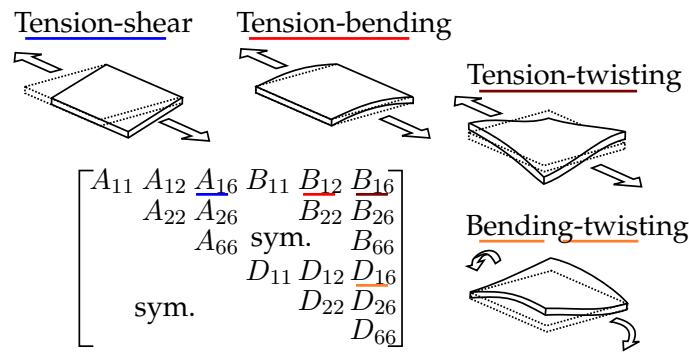 Tension-shear
Tension-bending
Tension-twisting
A11 A12 A16 B11 B12 B16
A22 A26 B22 B26
A66 sym. B66
D11 D12 D16
sym. D22 D26
D66
Bending-twisting